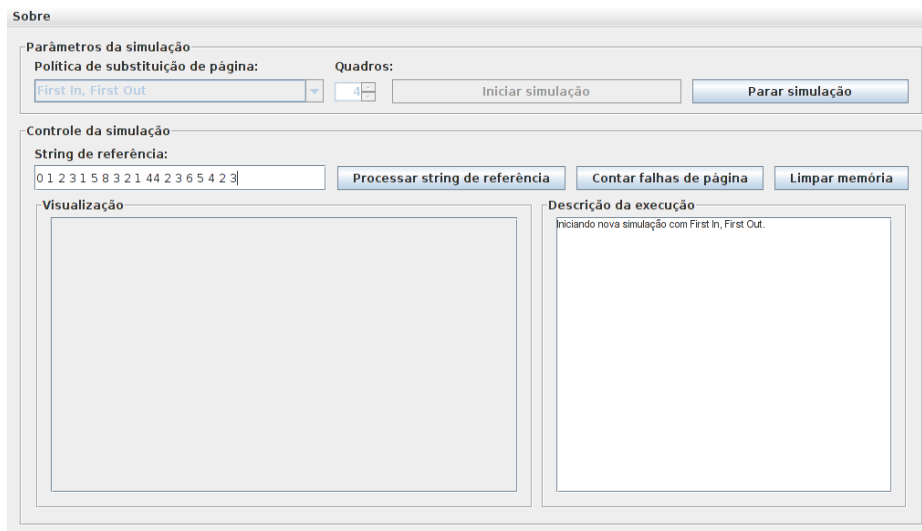 Sobre
Parâmetros da simulação
Política de substituição de página: Quadros:
First In, First Out 4 Iniciar simulação Parar simulação
Controle da simulação
String de referência:
0 1 2 3 1 5 8 3 2 1 44 2 3 6 5 4 2 3 Processar string de referência Contar falhas de página Limpar memória
Visualização Descrição da execução
Iniciando nova simulação com First In, First Out.